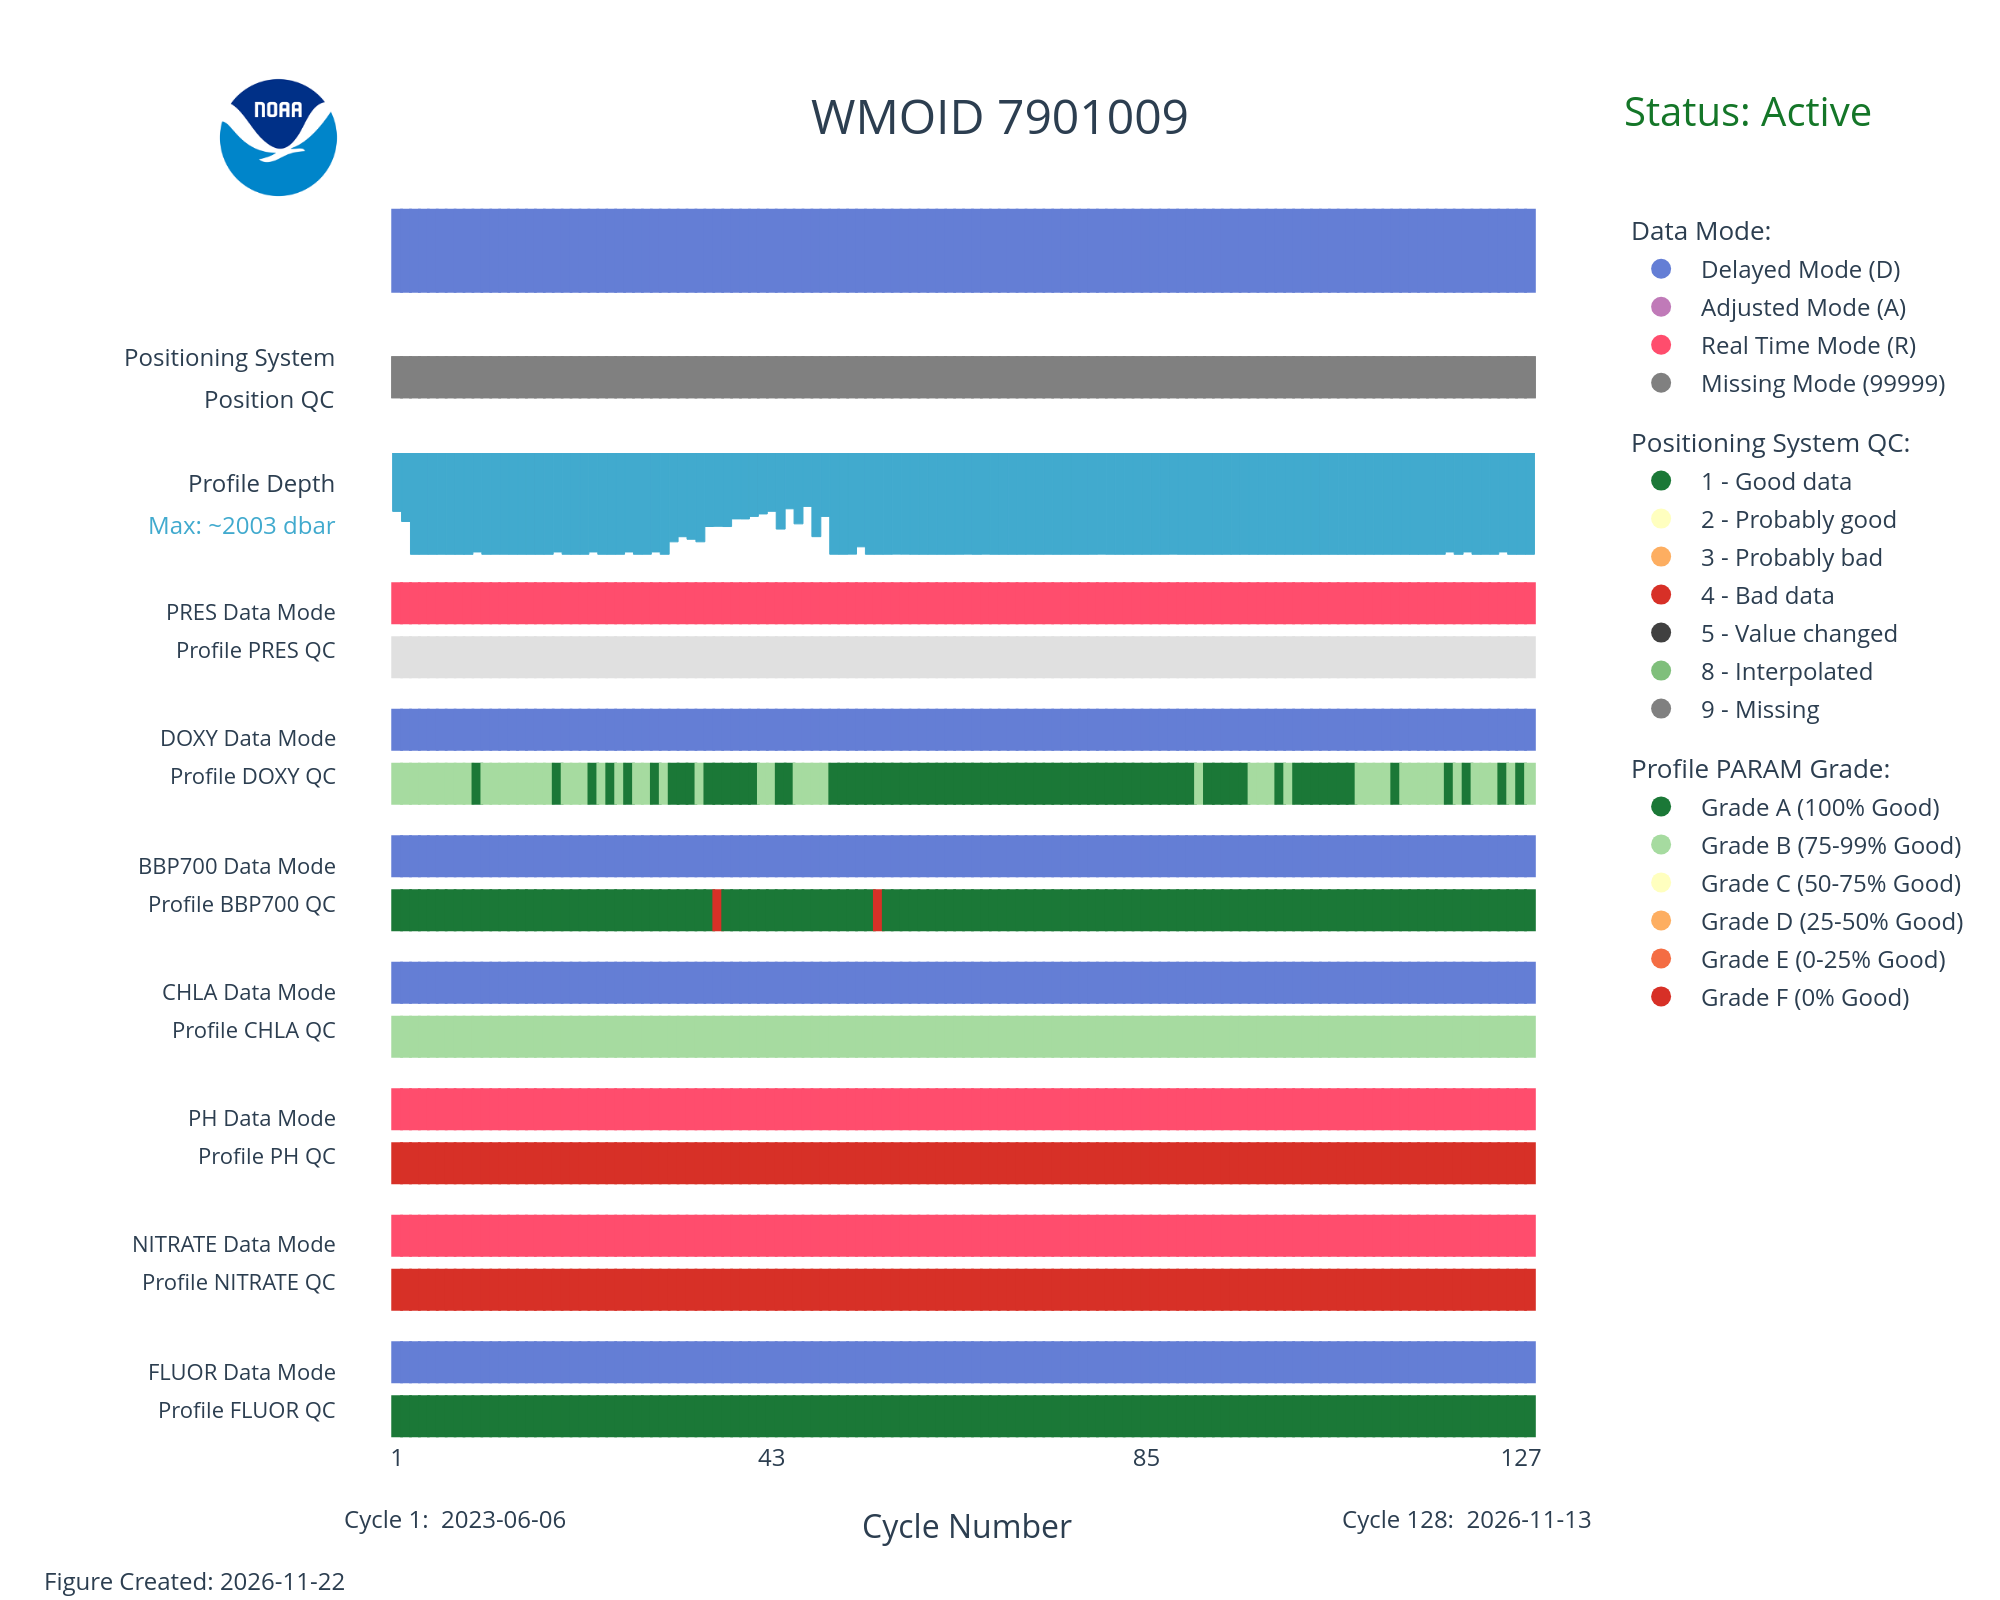 NOAA
WMOID 7901009
Status: Active
Positioning System
Position QC
Profile Depth
Max: ~2003 dbar
PRES Data Mode
Profile PRES QC
DOXY Data Mode
Profile DOXY QC
BBP700 Data Mode
Profile BBP700 QC
CHLA Data Mode
Profile CHLA QC
PH Data Mode
Profile PH QC
NITRATE Data Mode
Profile NITRATE QC
FLUOR Data Mode
Profile FLUOR QC
Data Mode:
Delayed Mode (D)
Adjusted Mode (A)
Real Time Mode (R)
Missing Mode (99999)
Positioning System QC:
1 - Good data
2 - Probably good
3 - Probably bad
4 - Bad data
5 - Value changed
8 - Interpolated
9 - Missing
Profile PARAM Grade:
Grade A (100% Good)
Grade B (75-99% Good)
Grade C (50-75% Good)
Grade D (25-50% Good)
Grade E (0-25% Good)
Grade F (0% Good)
1 43 85 127
Cycle 1: 2023-06-06
Cycle Number
Cycle 128: 2026-11-13
Figure Created: 2026-11-22